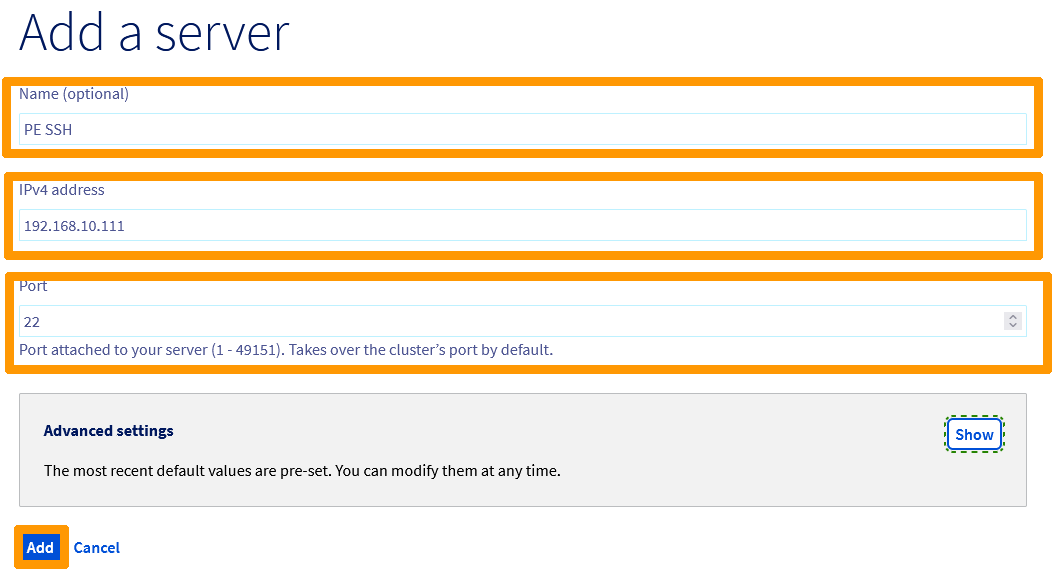 Add a server
Name (optional)
PE SSH
IPv4 address
192.168.10.111
Port
22
Port attached to your server (1 - 49151). Takes over the cluster’s port by default.
Advanced settings
Show
The most recent default values are pre-set. You can modify them at any time.
Add Cancel